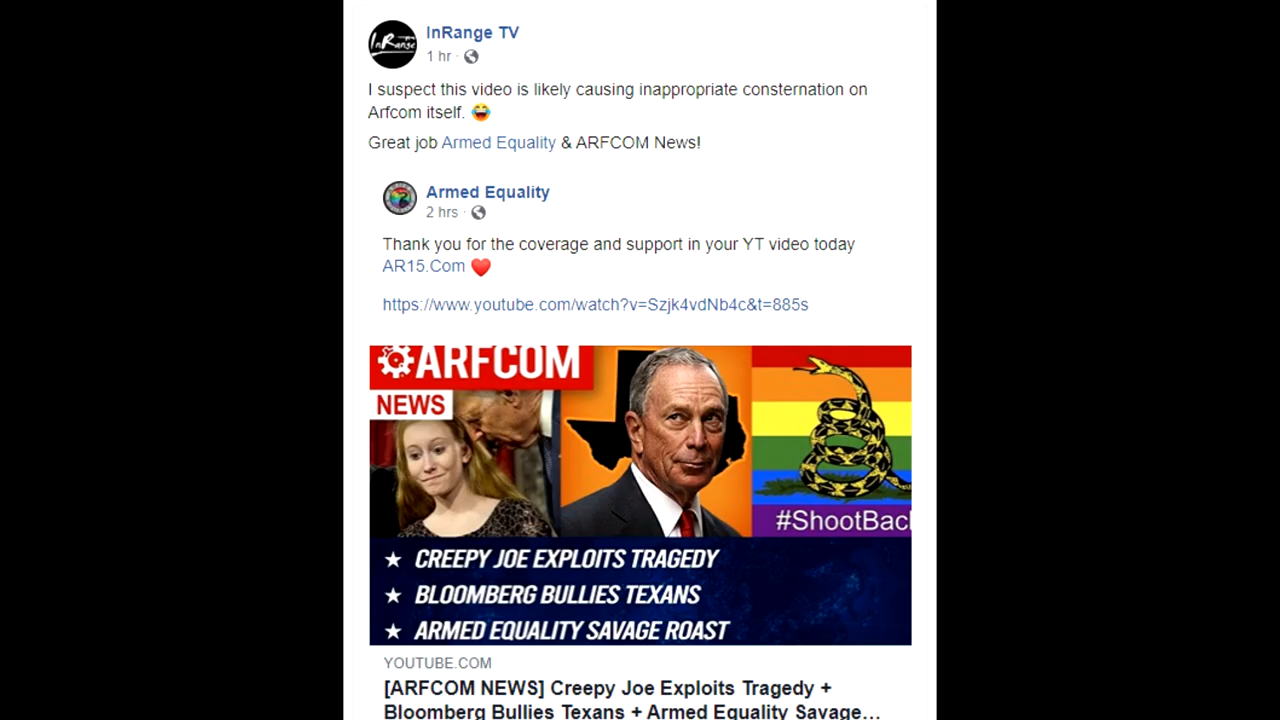 InRange
InRange TV
1 hr ·
I suspect this video is likely causing inappropriate consternation on
Arfcom itself. 😂
Great job Armed Equality & ARFCOM News!
Armed Equality
2 hrs ·
Thank you for the coverage and support in your YT video today
AR15.Com ❤️
https://www.youtube.com/watch?v=Szjk4vdNb4c&t=885s
ARFCOM
NEWS
#ShootBac
★ CREEPY JOE EXPLOITS TRAGEDY
★ BLOOMBERG BULLIES TEXANS
★ ARMED EQUALITY SAVAGE ROAST
YOUTUBE.COM
[ARFCOM NEWS] Creepy Joe Exploits Tragedy +
Bloomberg Bullies Texans + Armed Equality Savage…